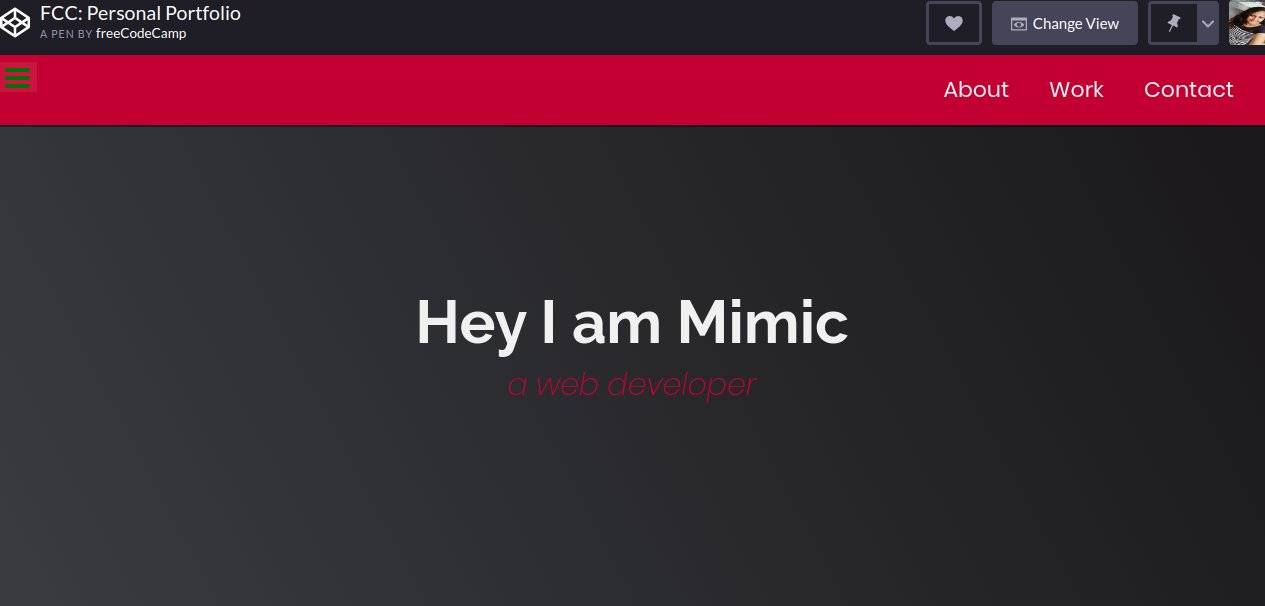 FCC: Personal Portfolio
A PEN BY freeCodeCamp
Change View
About Work Contact
Hey I am Mimic
a web developer